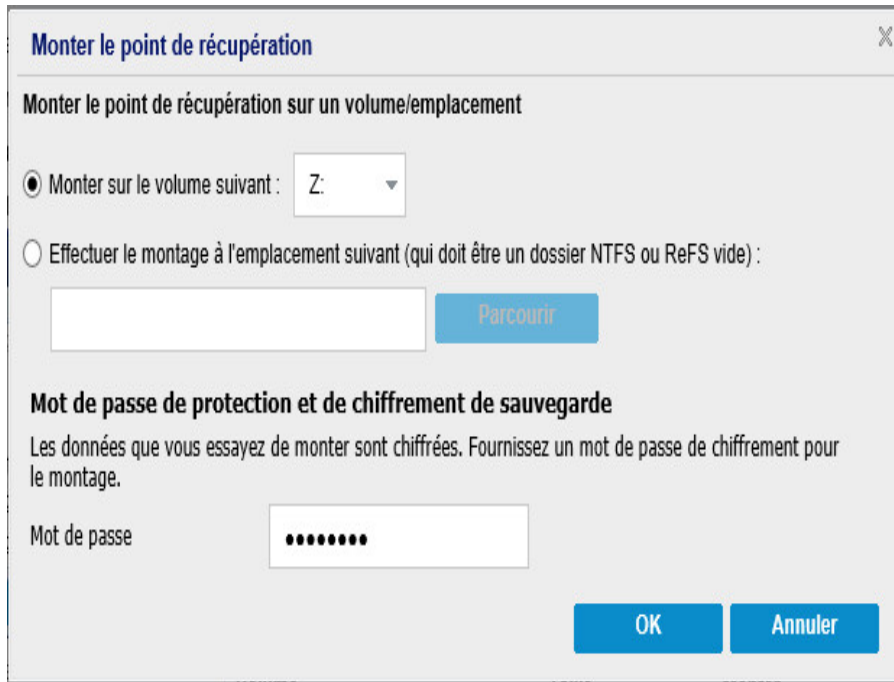 Monter le point de récupération
Monter le point de récupération sur un volume/emplacement
Monter sur le volume suivant : Z:
Effectuer le montage à l'emplacement suivant (qui doit être un dossier NTFS ou ReFS vide) :
Parcourir
Mot de passe de protection et de chiffrement de sauvegarde
Les données que vous essayez de monter sont chiffrées. Fournissez un mot de passe de chiffrement pour
le montage.
Mot de passe ••••••••
OK Annuler